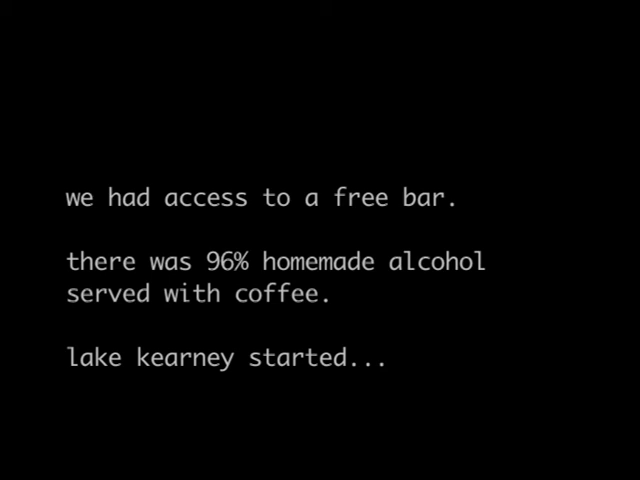 we had access to a free bar.
there was 96% homemade alcohol
served with coffee.
lake kearney started...